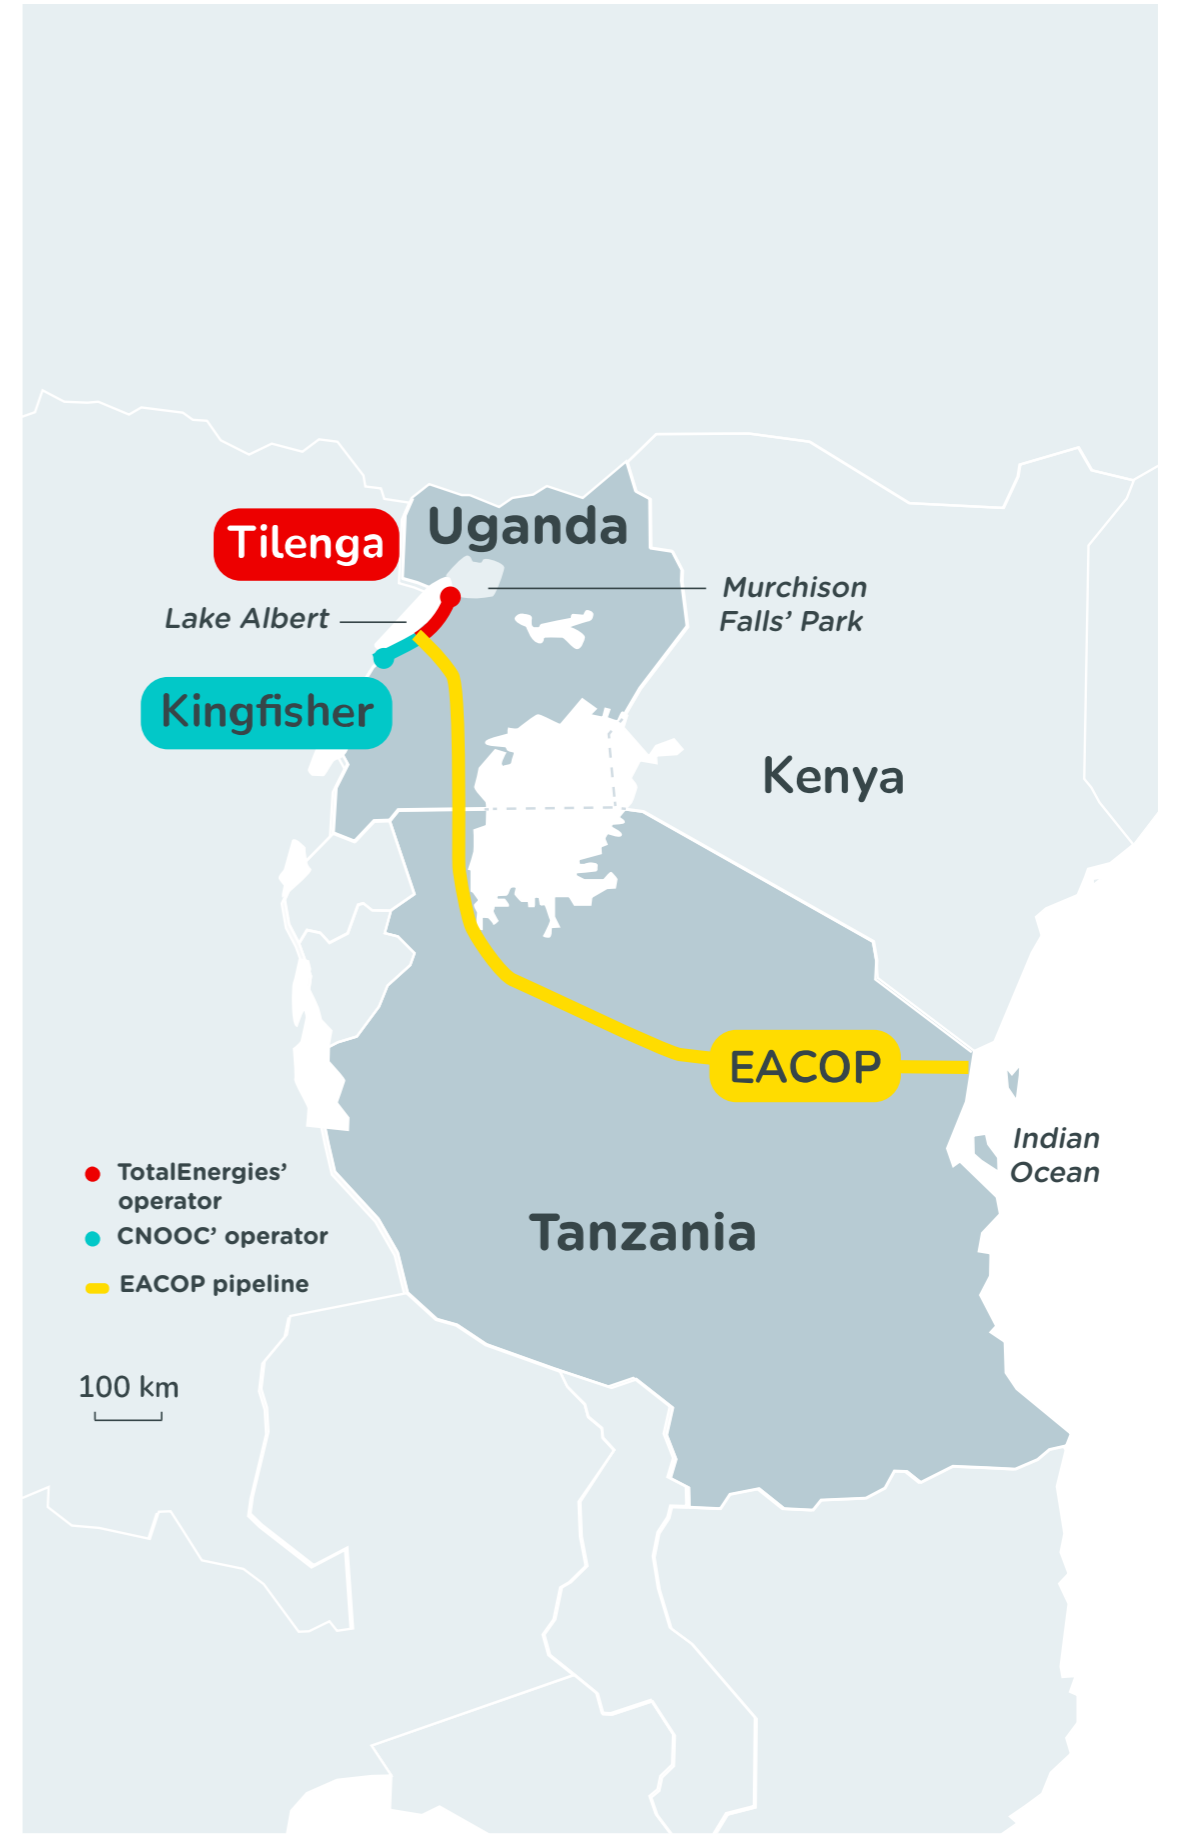 Tilenga
Uganda
Murchison
Falls’ Park
Lake Albert
Kingfisher
Kenya
EACOP
Indian
Ocean
TotalEnergies’
operator
CNOOC’ operator
EACOP pipeline
Tanzania
100 km